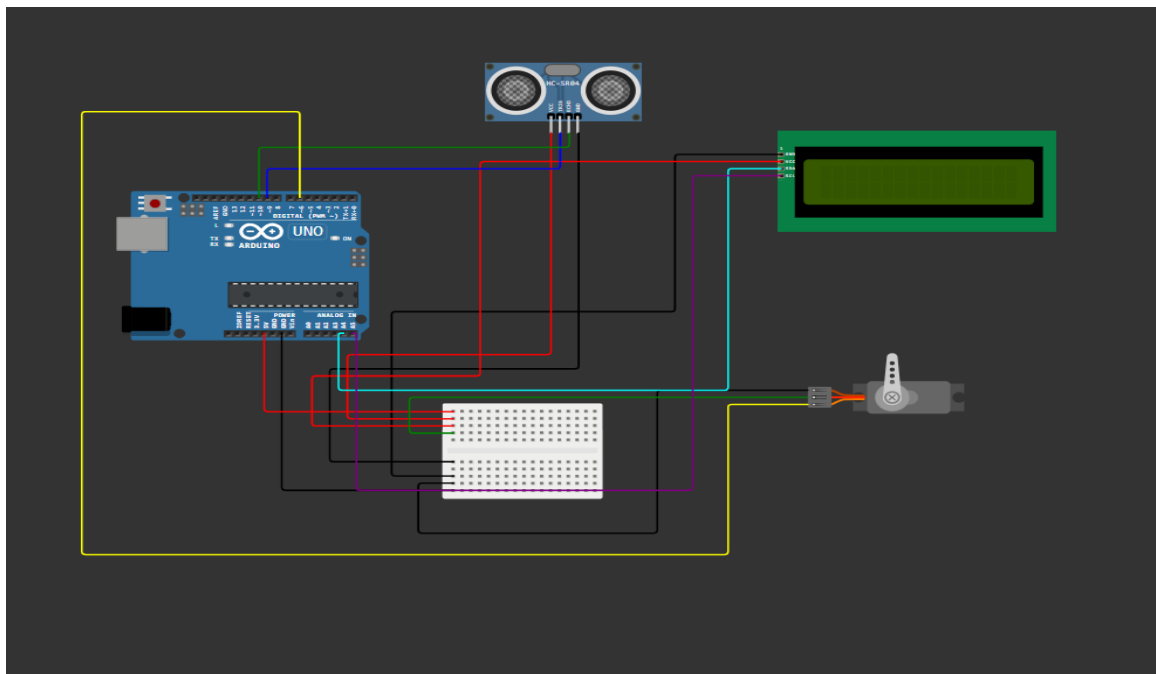 HC-SR04
VCC
TRIG
ECHO
GND
1
GND
VCC
SDA
SCL
AREF
GND
13
12
~11
~10
~9
8
7
~6
~5
4
~3
2
TX→1
RX←0
DIGITAL (PWM ~)
L
TX
RX
UNO
ARDUINO
ON
POWER
ANALOG IN
IOREF
RESET
3.3V
5V
GND
GND
Vin
A0
A1
A2
A3
A4
A5